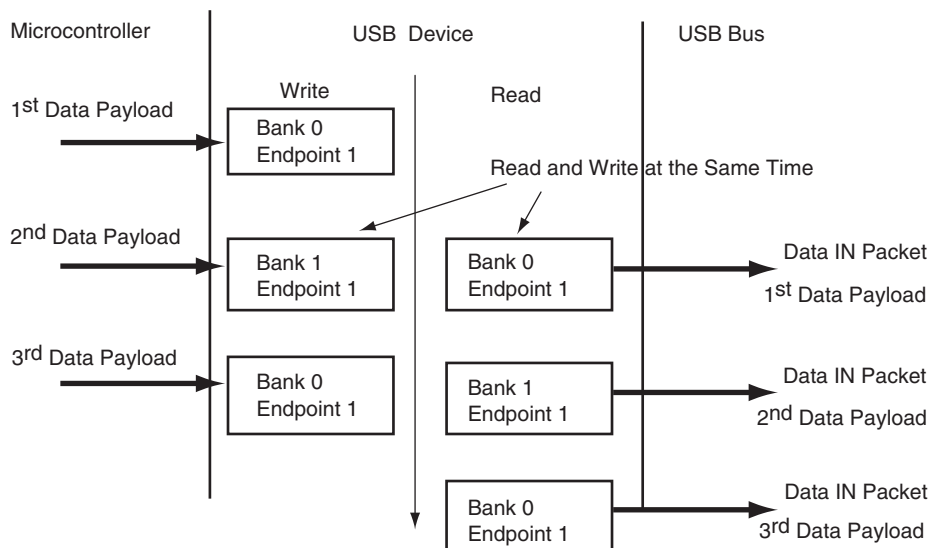 Microcontroller
USB Device
USB Bus
Write
Read
1st Data Payload
Bank 0
Endpoint 1
Read and Write at the Same Time
2nd Data Payload
Bank 1
Endpoint 1
Bank 0
Endpoint 1
Data IN Packet
1st Data Payload
3rd Data Payload
Bank 0
Endpoint 1
Bank 1
Endpoint 1
Data IN Packet
2nd Data Payload
Bank 0
Endpoint 1
Data IN Packet
3rd Data Payload